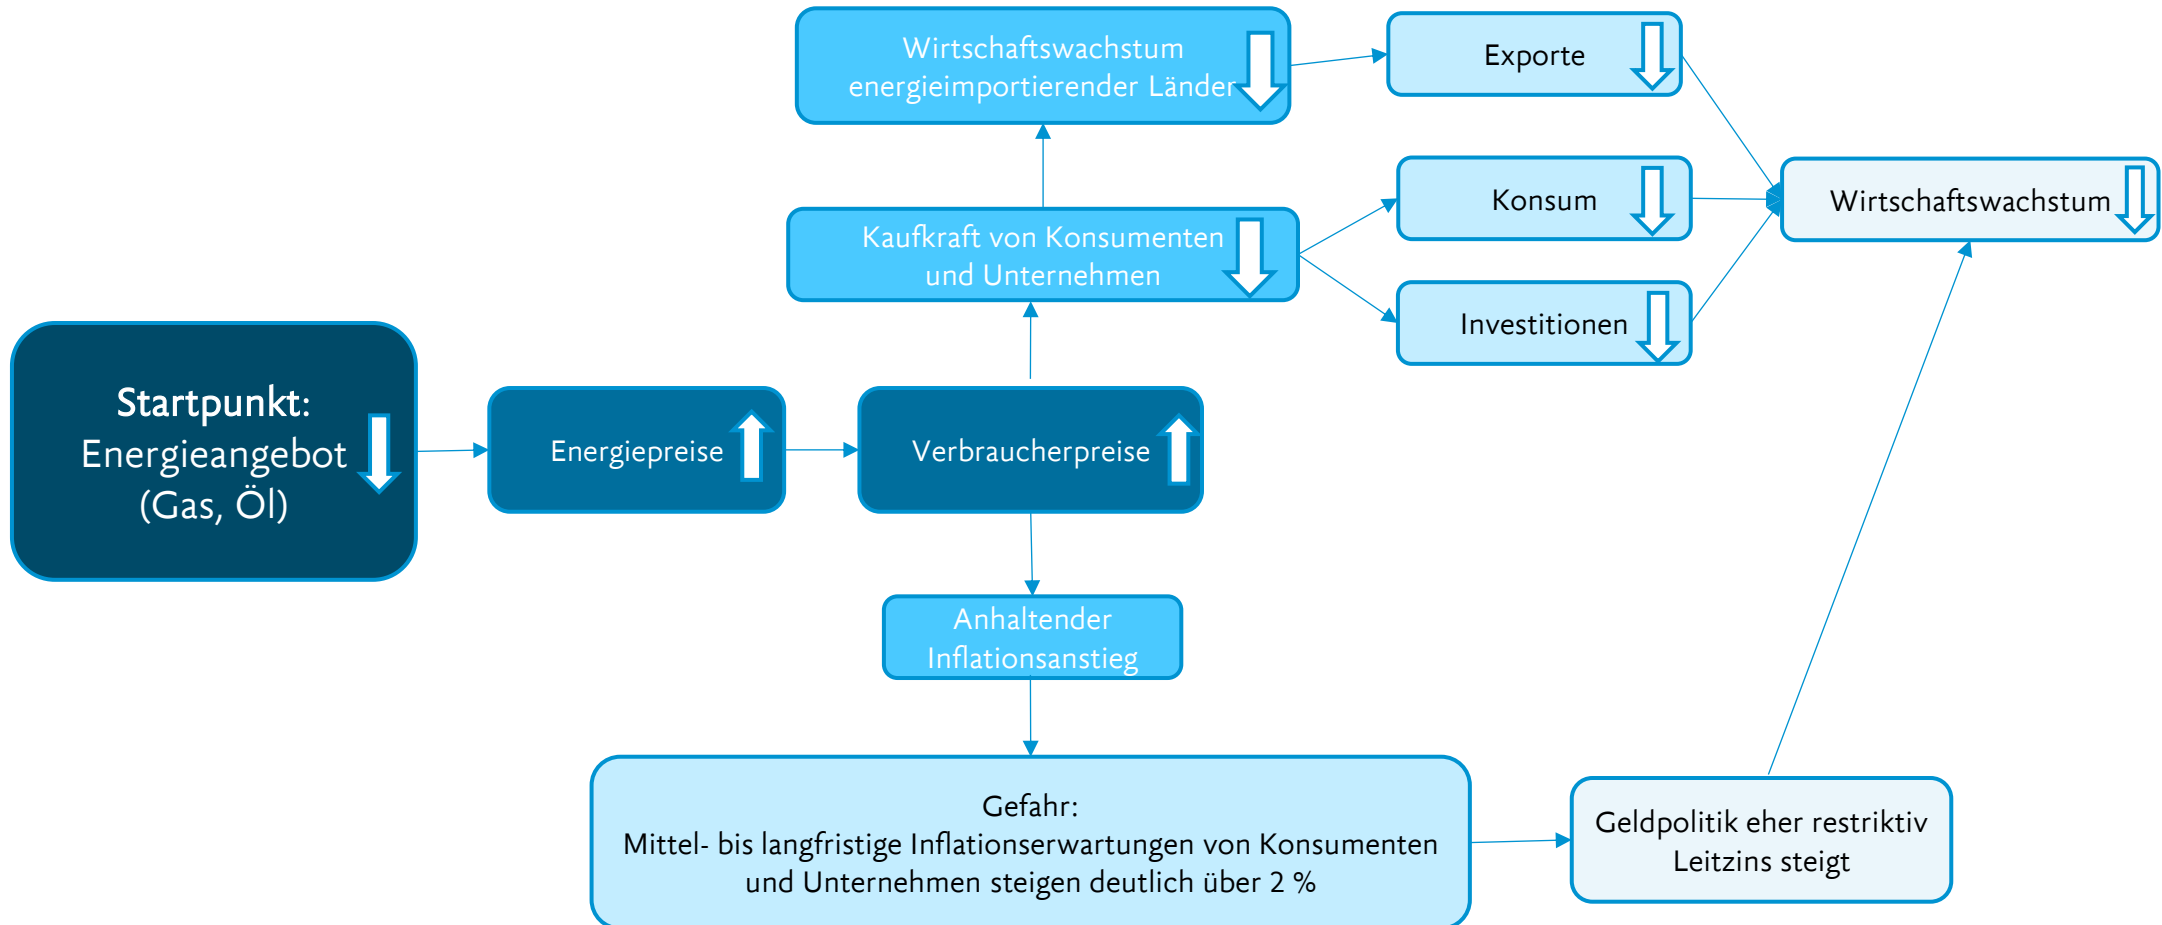 Wirtschaftswachstum
energieimportierender Länder
Exporte
Konsum
Wirtschaftswachstum
Kaufkraft von Konsumenten
und Unternehmen
Investitionen
Startpunkt:
Energieangebot
(Gas, Öl)
Energiepreise
Verbraucherpreise
Anhaltender
Inflationsanstieg
Gefahr:
Mittel- bis langfristige Inflationserwartungen von Konsumenten
und Unternehmen steigen deutlich über 2 %
Geldpolitik eher restriktiv
Leitzins steigt